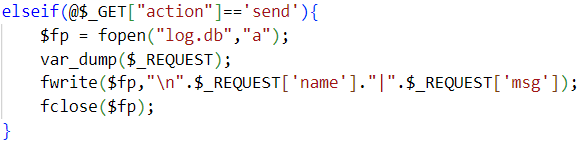 elseif(@$_GET["action"]=='send'){
    $fp = fopen("log.db","a");
    var_dump($_REQUEST);
    fwrite($fp,"\n".$_REQUEST['name']."|".$_REQUEST['msg']);
    fclose($fp);
}